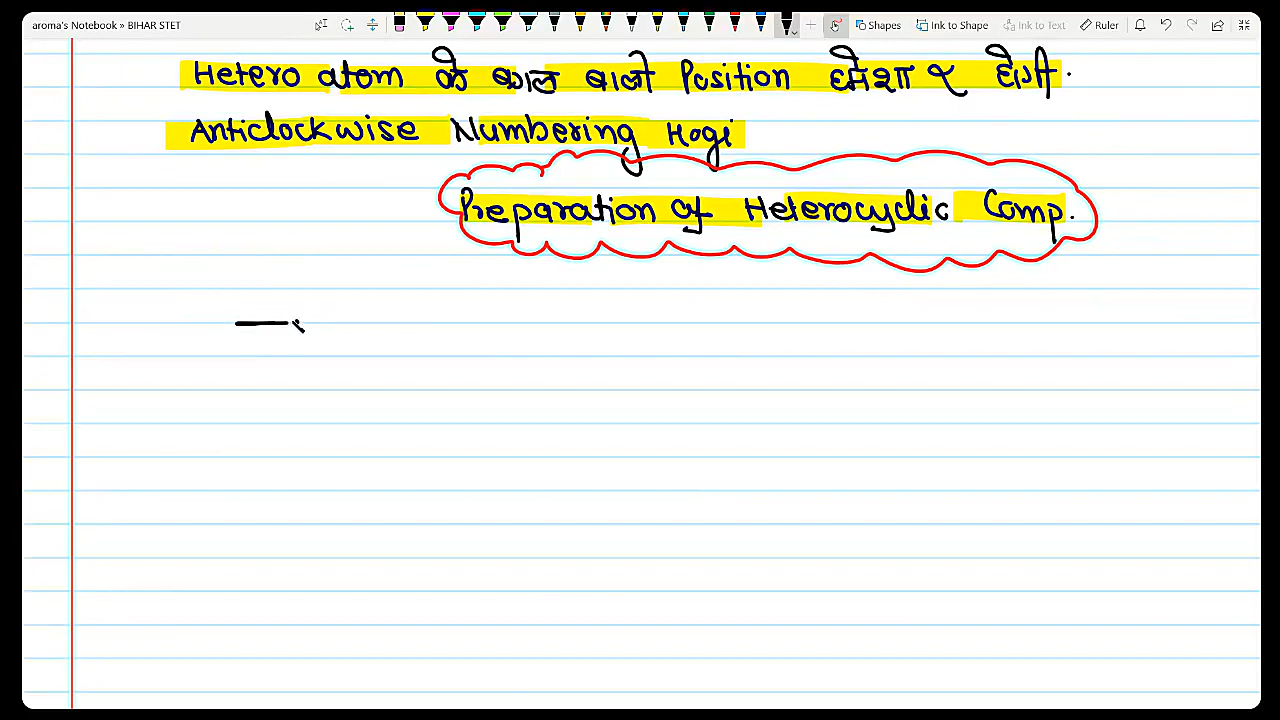 aroma's Notebook » BIHAR STET
Shapes
Ink to Shape
Ink to Text
Ruler
Hetero atom के वाले Position हमेशा १ होगी.
Anticlockwise Numbering Hogi
Preparation of Heterocyclic Comp.